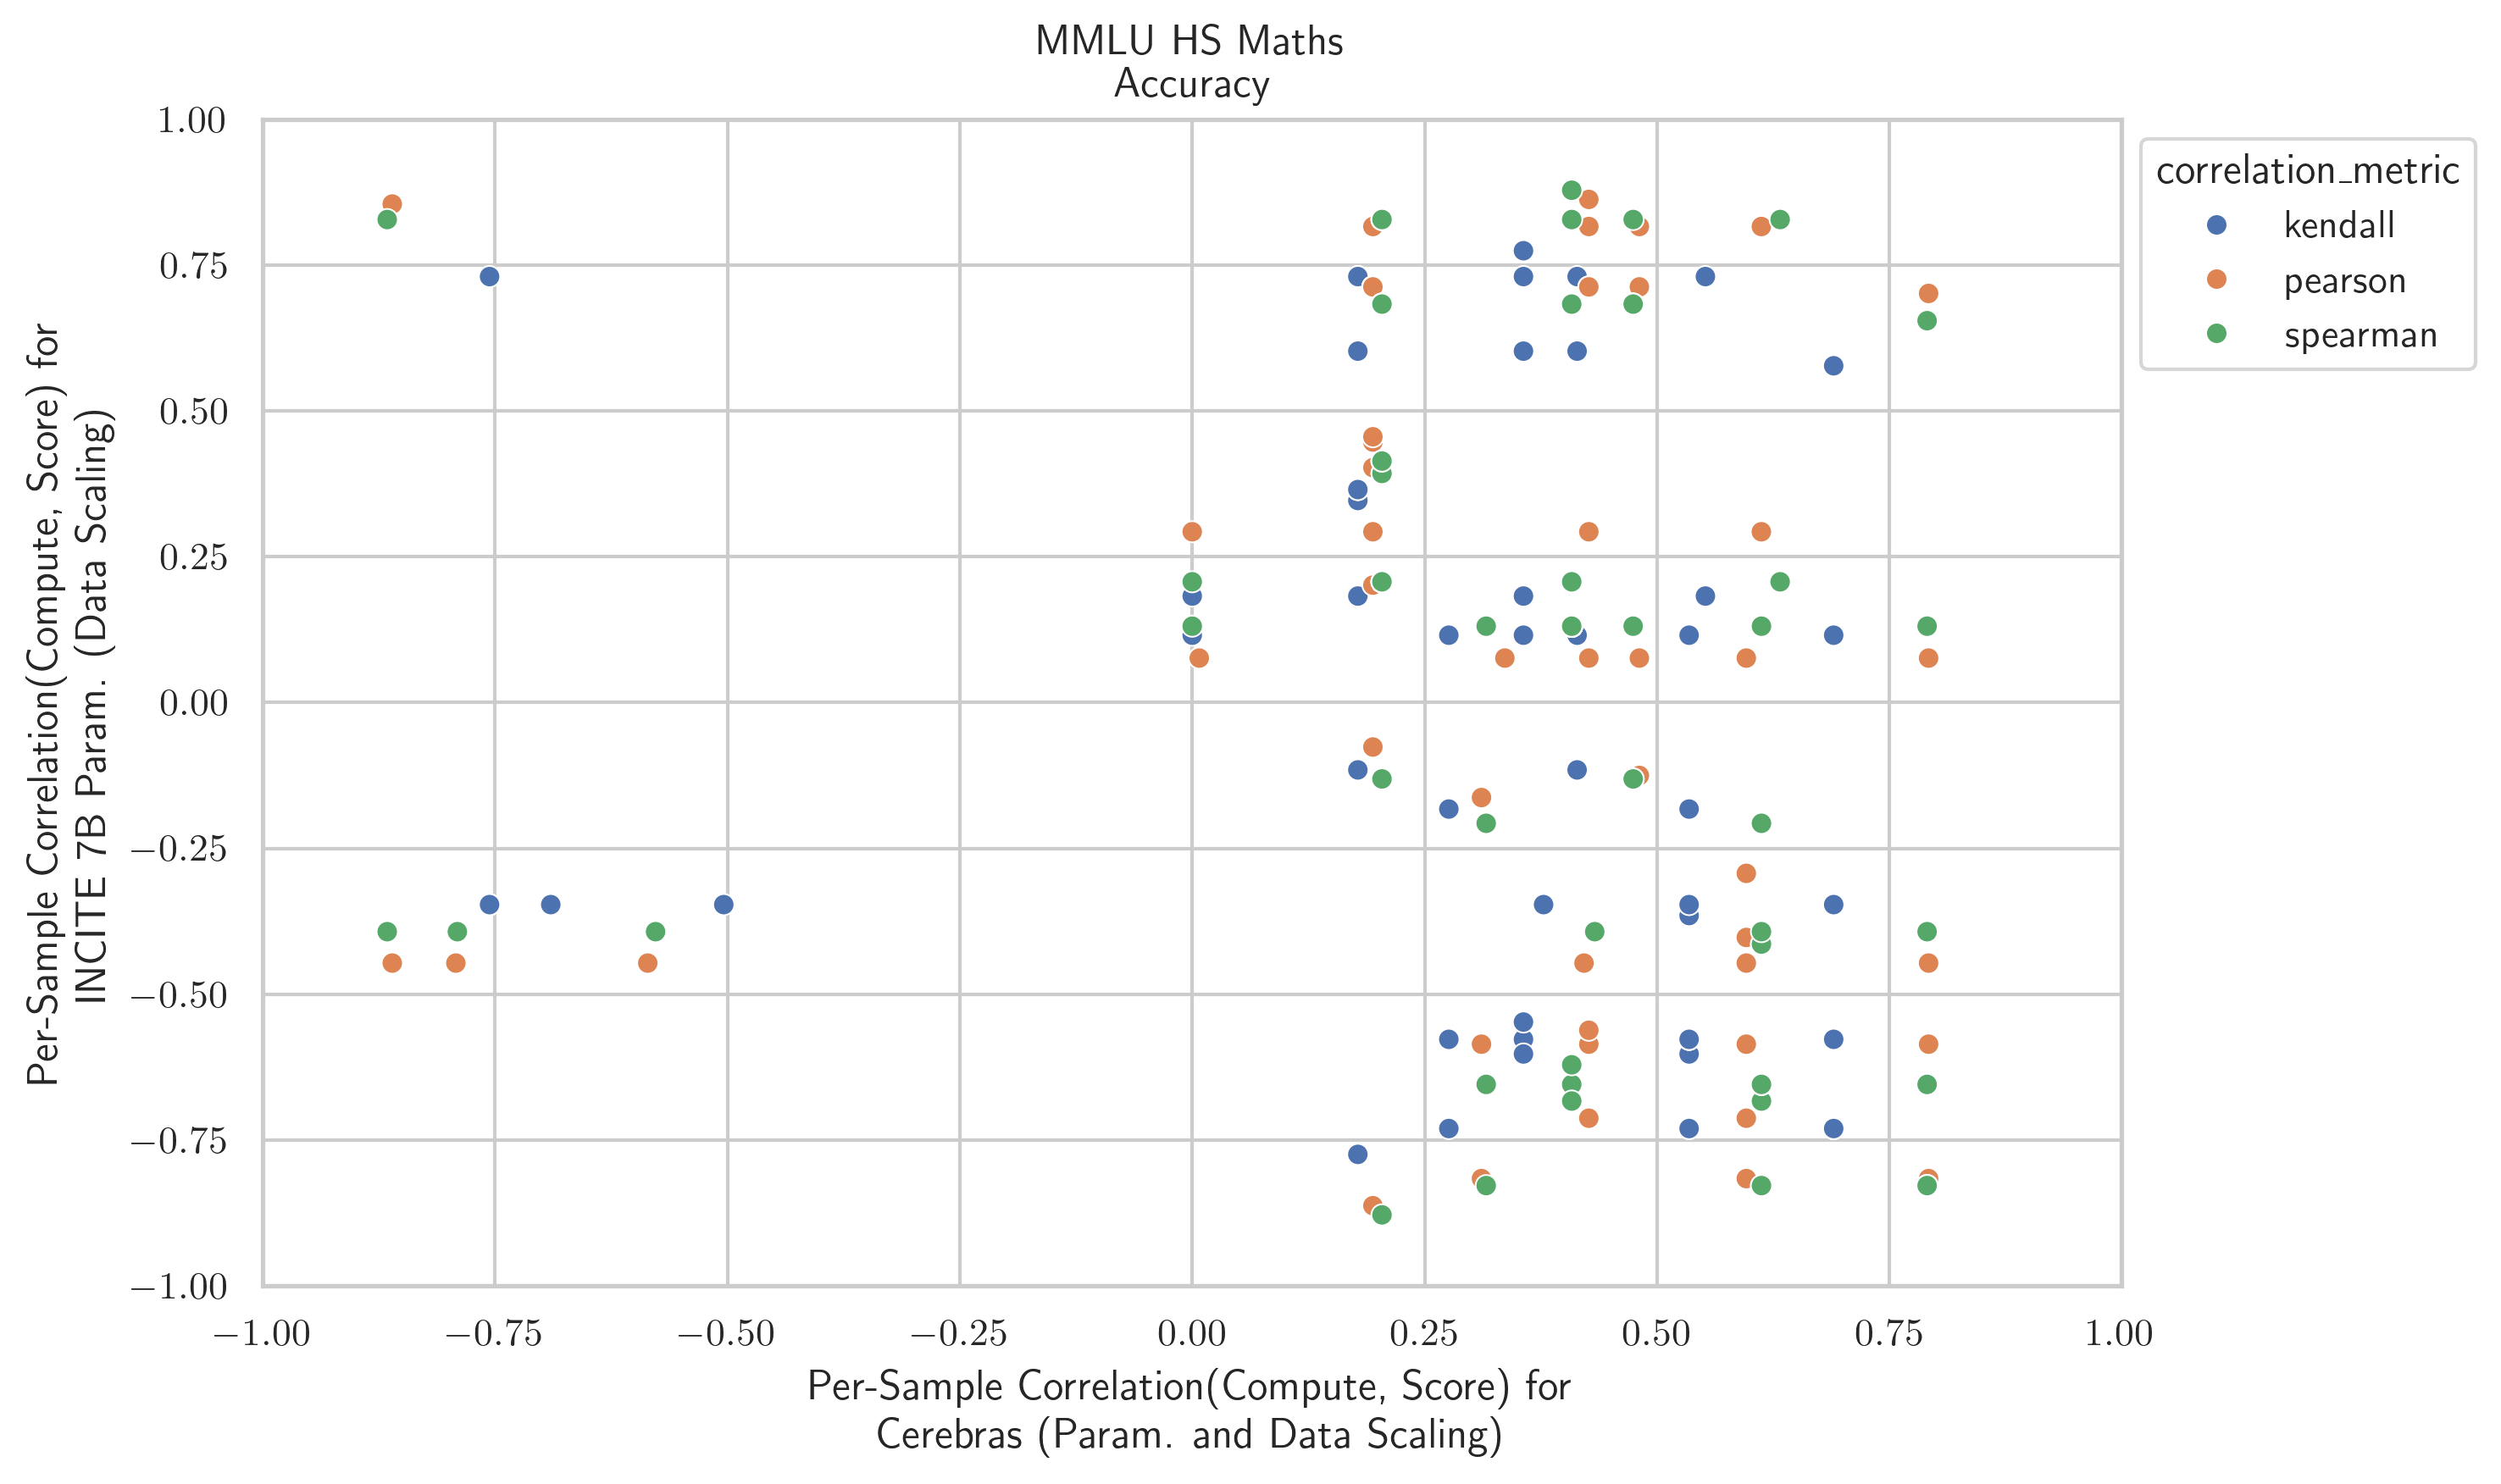 MMLU HS Maths
Accuracy
1.00
0.75
0.50
0.25
0.00
−0.25
−0.50
−0.75
−1.00
Per-Sample Correlation(Compute, Score) for
INCITE 7B Param. (Data Scaling)
−1.00 −0.75 −0.50 −0.25 0.00 0.25 0.50 0.75 1.00
Per-Sample Correlation(Compute, Score) for
Cerebras (Param. and Data Scaling)
correlation_metric
kendall
pearson
spearman